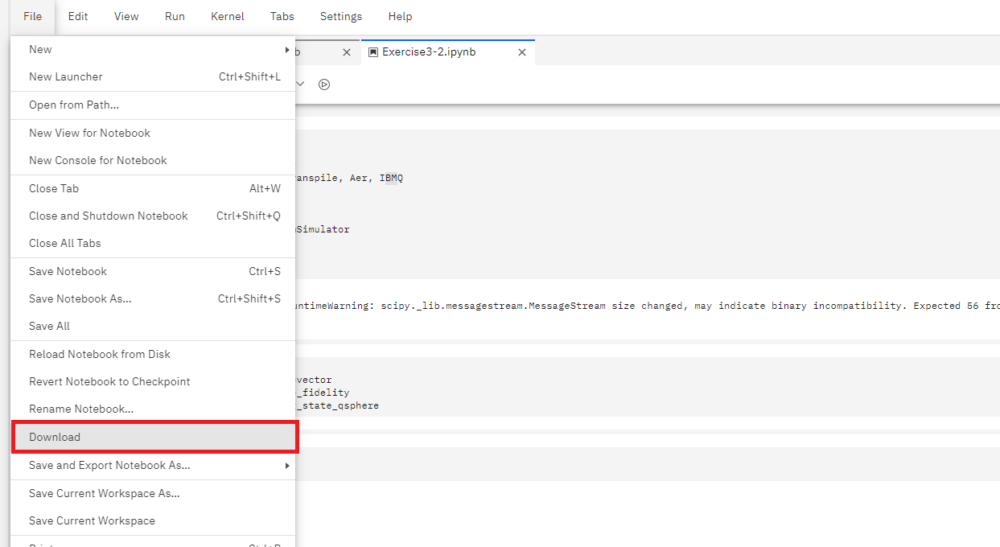 File Edit View Run Kernel Tabs Settings Help
b Exercise3-2.ipynb
New
New Launcher Ctrl+Shift+L
Open from Path…
New View for Notebook
New Console for Notebook
Close Tab Alt+W
Close and Shutdown Notebook Ctrl+Shift+Q
Close All Tabs
Save Notebook Ctrl+S
Save Notebook As… Ctrl+Shift+S
Save All
Reload Notebook from Disk
Revert Notebook to Checkpoint
Rename Notebook…
Download
Save and Export Notebook As…
Save Current Workspace As…
Save Current Workspace
anspile, Aer, IBMQ
Simulator
untimeWarning: scipy._lib.messagestream.MessageStream size changed, may indicate binary incompatibility. Expected 56 fro
vector
_fidelity
_state_qsphere